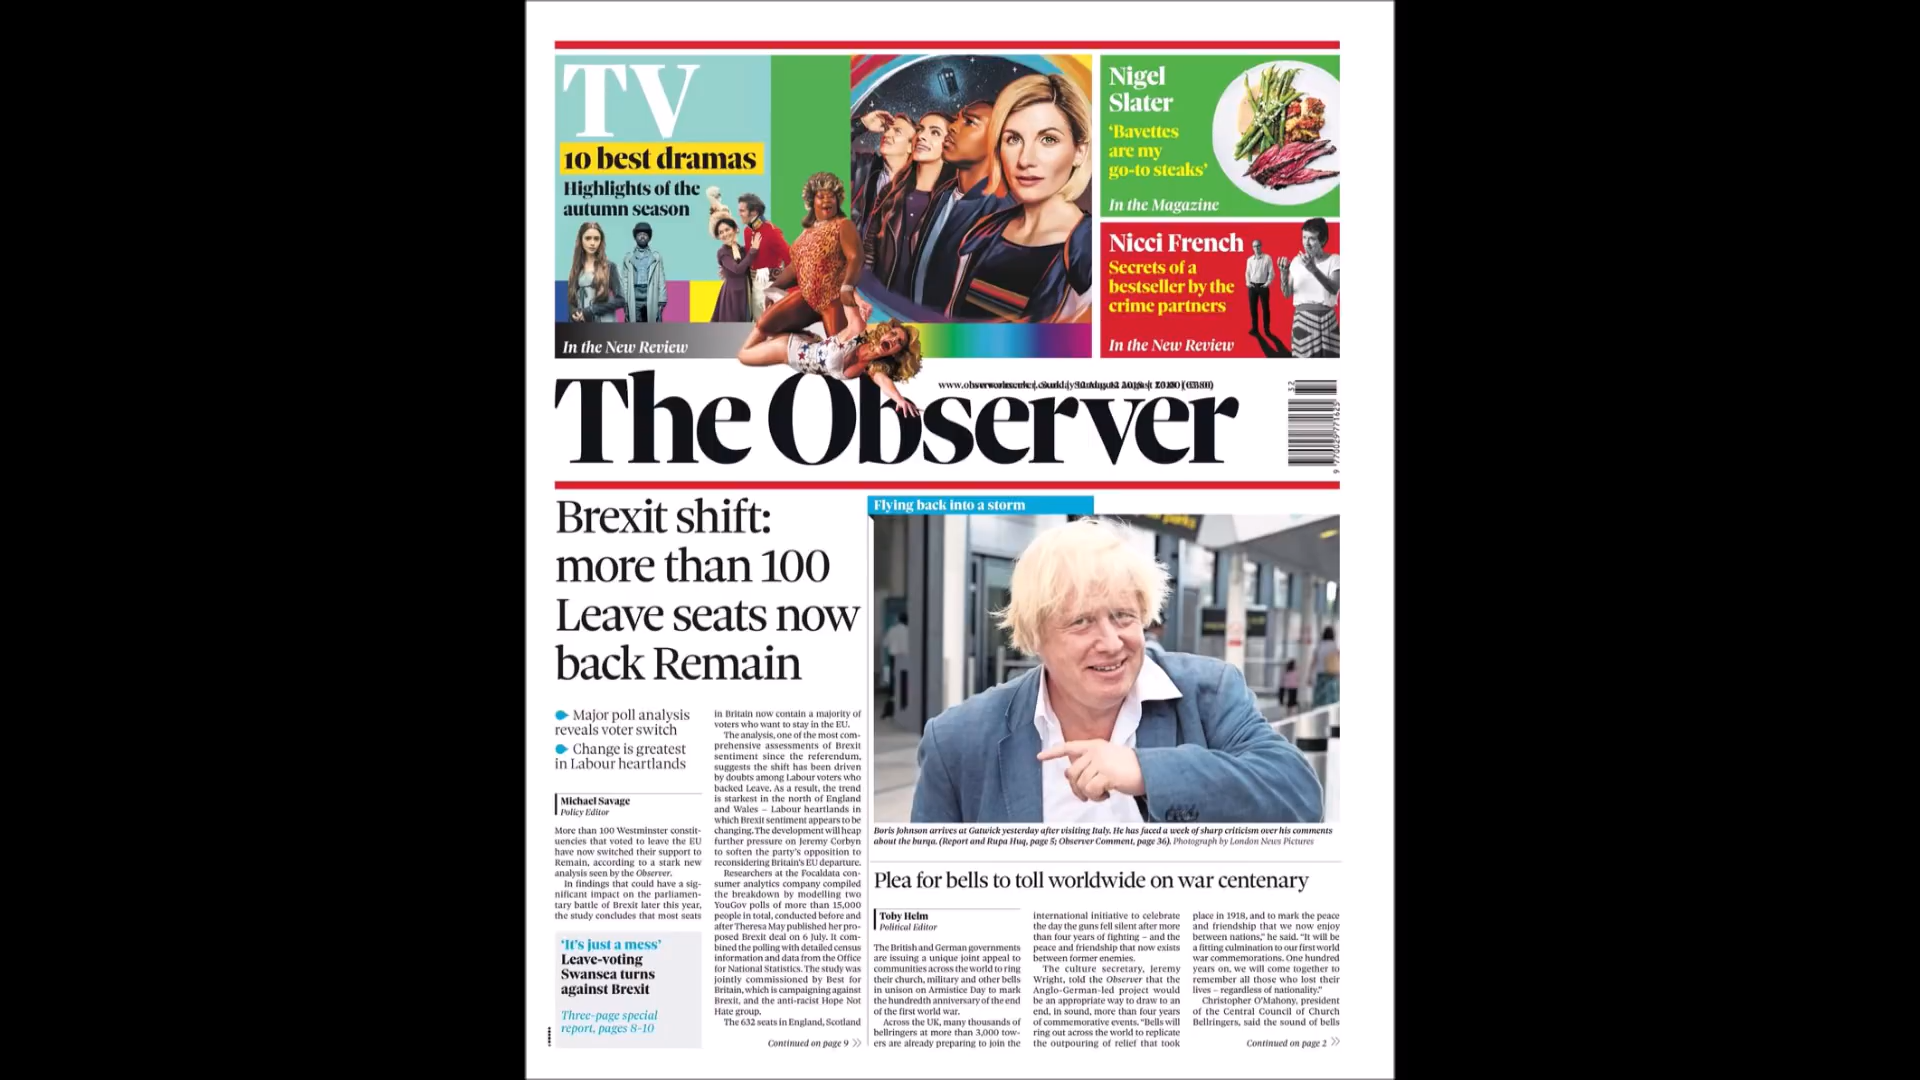 TV
10 best dramas
Highlights of the
autumn season
In the New Review
Nigel
Slater
‘Bavettes
are my
go-to steaks’
In the Magazine
Nicci French
Secrets of a
bestseller by the
crime partners
In the New Review
The Observer
Brexit shift:
more than 100
Leave seats now
back Remain
Major poll analysis
reveals voter switch
Change is greatest
in Labour heartlands
Michael Savage
Policy Editor
More than 100 Westminster constit-
uencies that voted to leave the EU
have now switched their support to
Remain, according to a stark new
analysis seen by the Observer.
In findings that could have a sig-
nificant impact on the parliamen-
tary battle of Brexit later this year,
the study concludes that most seats
‘It’s just a mess’
Leave-voting
Swansea turns
against Brexit
Three-page special
report, pages 8-10
in Britain now contain a majority of
voters who want to stay in the EU.
The analysis, one of the most com-
prehensive assessments of Brexit
sentiment since the referendum,
suggests the shift has been driven
by doubts among Labour voters who
backed Leave. As a result, the trend
is starkest in the north of England
and Wales – Labour heartlands in
which Brexit sentiment appears to be
changing. The development will heap
further pressure on Jeremy Corbyn
to soften the party’s opposition to
reconsidering Britain’s EU departure.
Researchers at the Focaldata con-
sumer analytics company compiled
the breakdown by modelling two
YouGov polls of more than 15,000
people in total, conducted before and
after Theresa May published her pro-
posed Brexit deal on 6 July. It com-
bined the polling with detailed census
information and data from the Office
for National Statistics. The study was
jointly commissioned by Best for
Britain, which is campaigning against
Brexit, and the anti-racist Hope Not
Hate group.
The 632 seats in England, Scotland
Continued on page 9
Flying back into a storm
Boris Johnson arrives at Gatwick yesterday after visiting Italy. He has faced a week of sharp criticism over his comments
about the burqa. (Report and Rupa Huq, page 5; Observer Comment, page 36). Photograph by London News Pictures
Plea for bells to toll worldwide on war centenary
Toby Helm
Political Editor
The British and German governments
are issuing a unique joint appeal to
communities across the world to ring
their church, military and other bells
in unison on Armistice Day to mark
the hundredth anniversary of the end
of the first world war.
Across the UK, many thousands of
bellringers at more than 3,000 tow-
ers are already preparing to join the
international initiative to celebrate
the day the guns fell silent after more
than four years of fighting – and the
peace and friendship that now exists
between former enemies.
The culture secretary, Jeremy
Wright, told the Observer that the
Anglo-German-led project would
be an appropriate way to draw to an
end, in sound, more than four years
of commemorative events. “Bells will
ring out across the world to replicate
the outpouring of relief that took
place in 1918, and to mark the peace
and friendship that we now enjoy
between nations,” he said. “It will be
a fitting culmination to our first world
war commemorations. One hundred
years on, we will come together to
remember all those who lost their
lives – regardless of nationality.”
Christopher O’Mahony, president
of the Central Council of Church
Bellringers, said the sound of bells
Continued on page 2